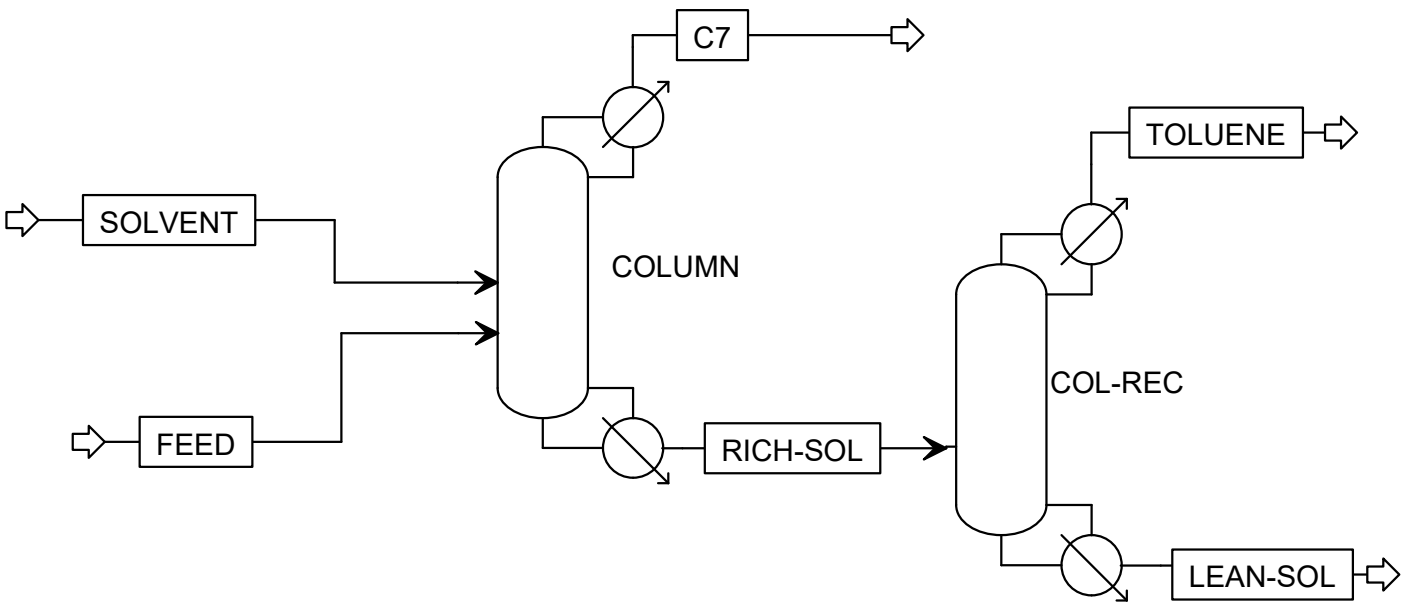 C7
TOLUENE
SOLVENT
COLUMN
COL-REC
FEED
RICH-SOL
LEAN-SOL